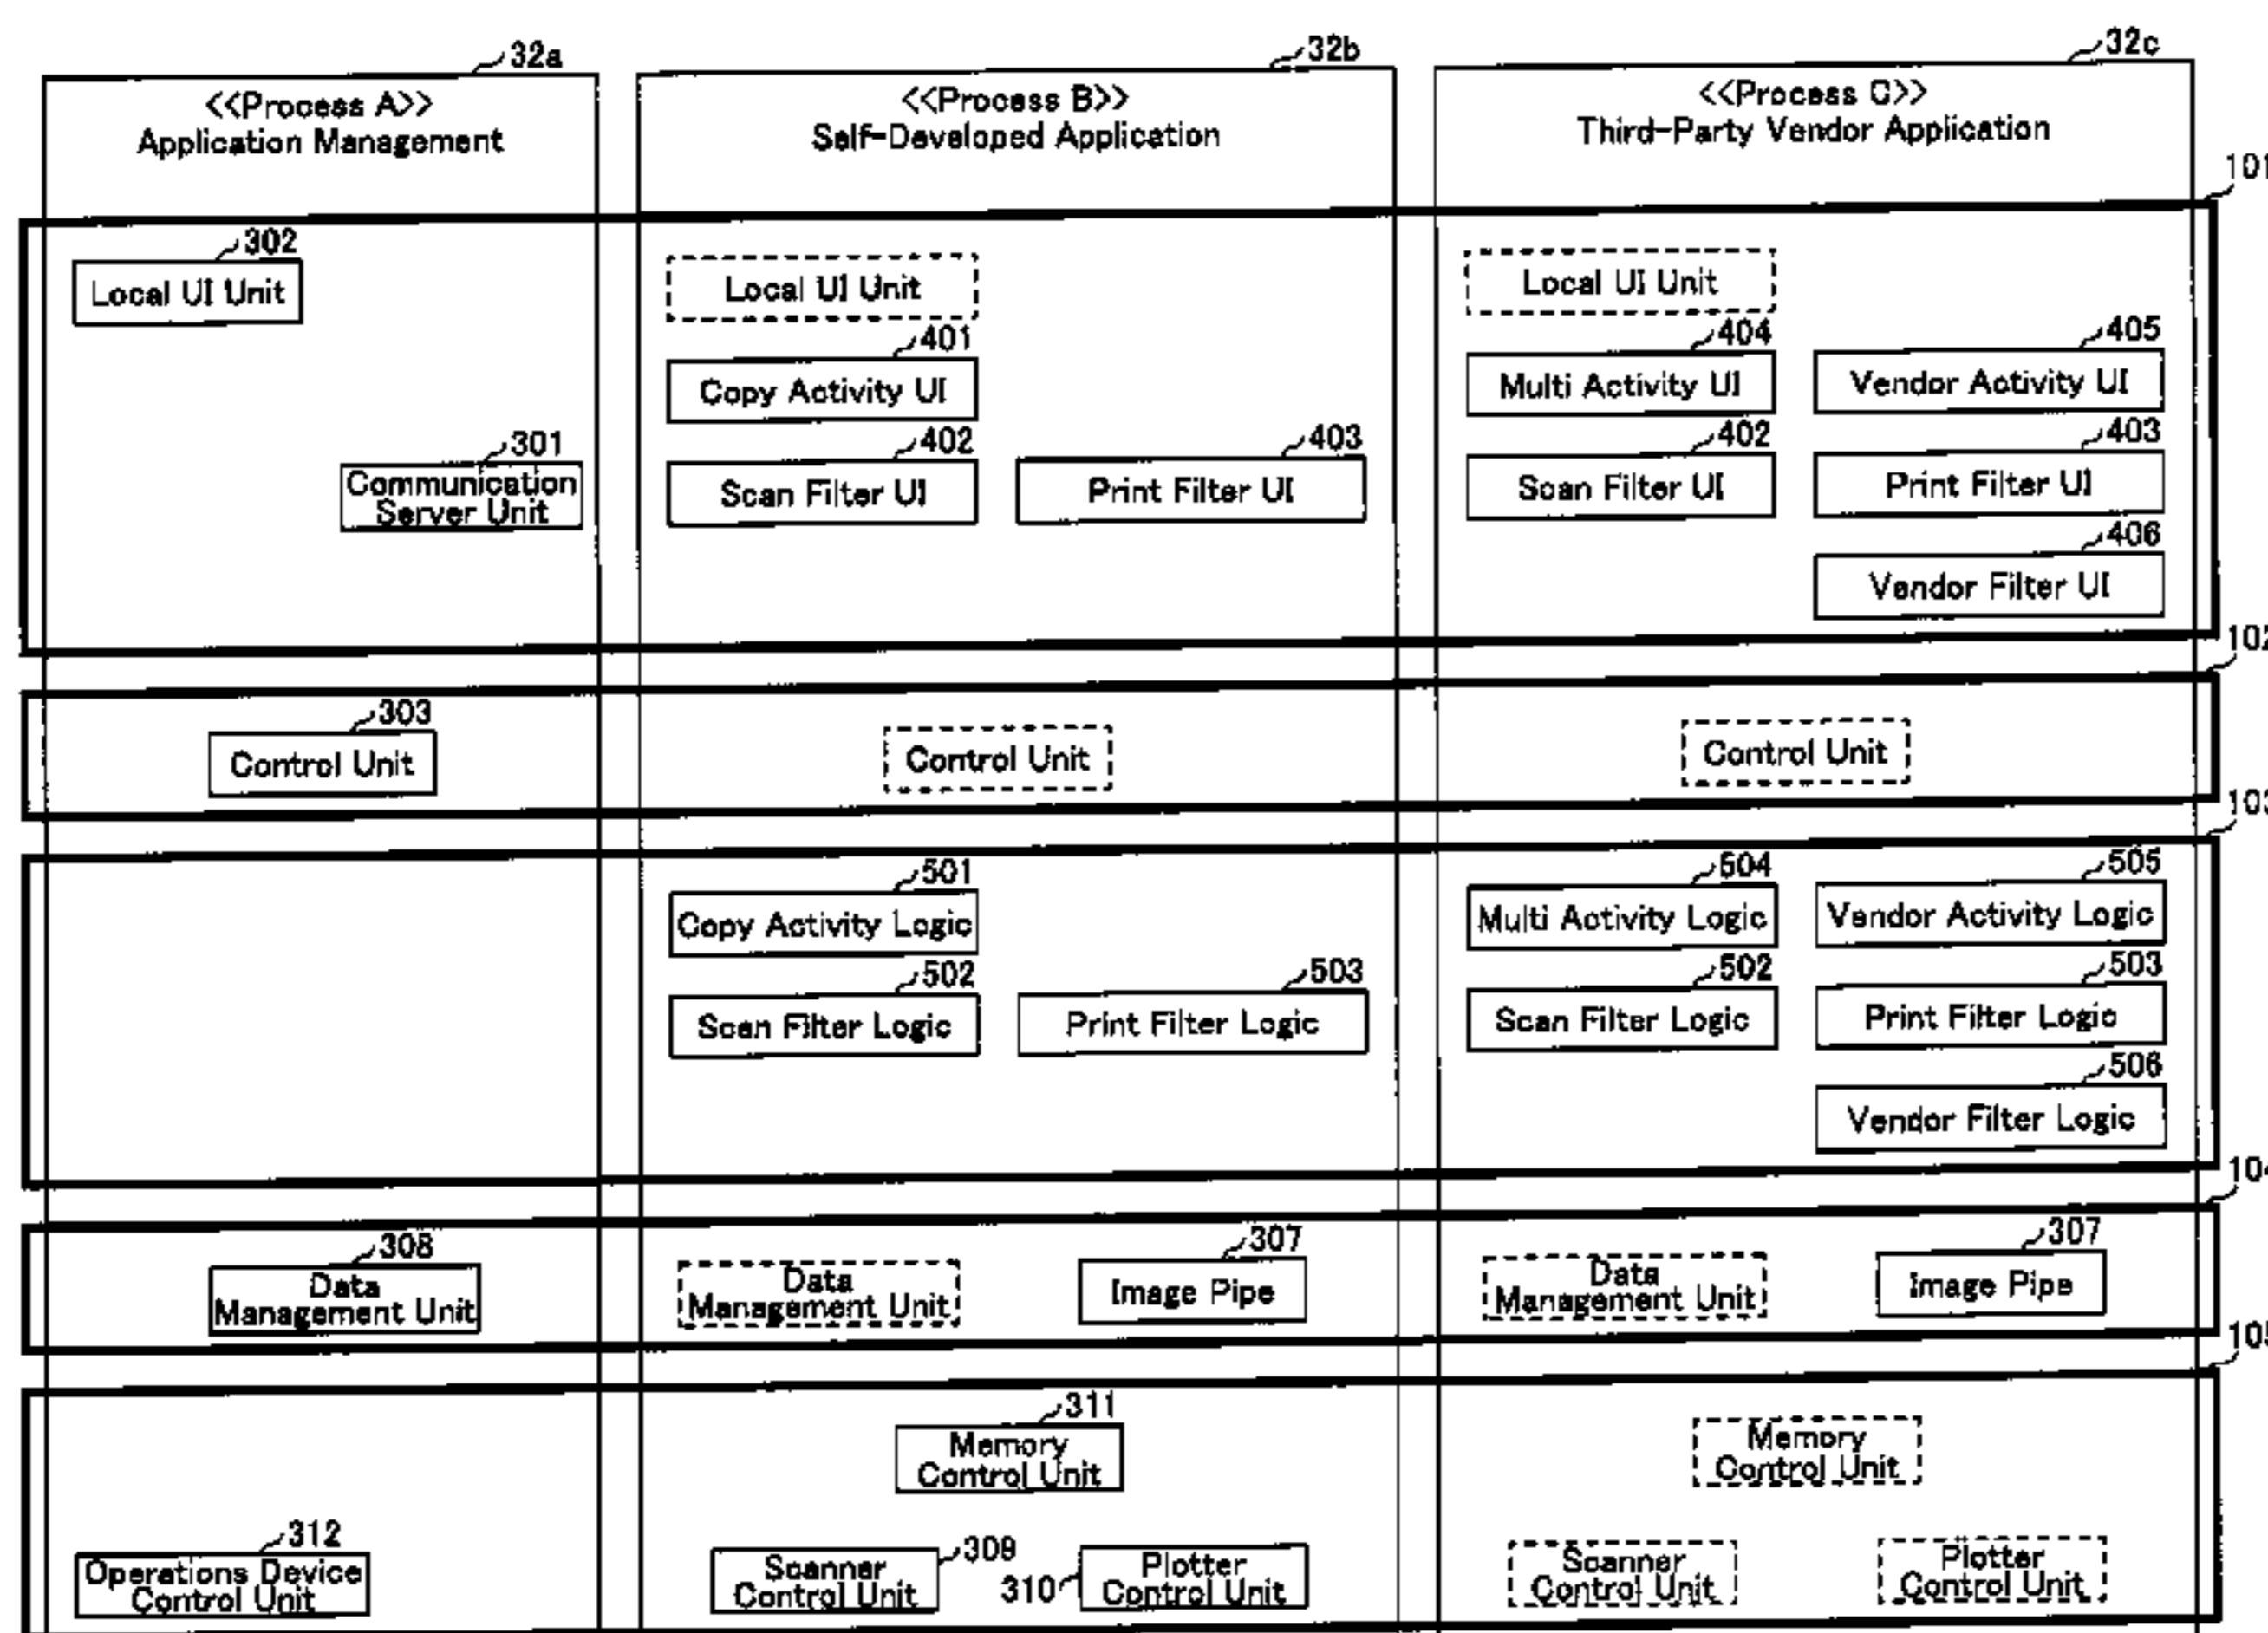 32a
32b
32c
<<Process A>>
Application Management
<<Process B>>
Self-Developed Application
<<Process C>>
Third-Party Vendor Application
101
302
Local UI Unit
Local UI Unit
Local UI Unit
401
404
405
Copy Activity UI
Multi Activity UI
Vendor Activity UI
301
402
403
402
403
Communication
Server Unit
Scan Filter UI
Print Filter UI
Scan Filter UI
Print Filter UI
406
Vendor Filter UI
102
303
Control Unit
Control Unit
Control Unit
103
501
504
505
Copy Activity Logic
Multi Activity Logic
Vendor Activity Logic
502
503
502
503
Scan Filter Logic
Print Filter Logic
Scan Filter Logic
Print Filter Logic
506
Vendor Filter Logic
104
308
307
307
Data
Management Unit
Data
Management Unit
Image Pipe
Data
Management Unit
Image Pipe
105
311
Memory
Control Unit
Memory
Control Unit
312
Operations Device
Control Unit
Scanner
Control Unit
309
310
Plotter
Control Unit
Scanner
Control Unit
Plotter
Control Unit